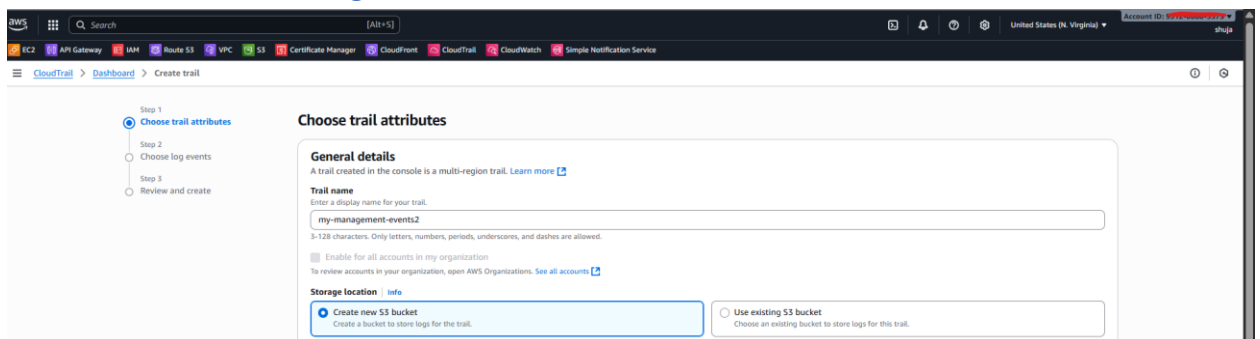 aws
Search [Alt+S]
United States (N. Virginia)
Account ID:
shuja
EC2 API Gateway IAM Route 53 VPC S3 Certificate Manager CloudFront CloudTrail CloudWatch Simple Notification Service
CloudTrail > Dashboard > Create trail
Step 1
Choose trail attributes
Step 2
Choose log events
Step 3
Review and create
Choose trail attributes
General details
A trail created in the console is a multi-region trail. Learn more
Trail name
Enter a display name for your trail.
my-management-events2
3-128 characters. Only letters, numbers, periods, underscores, and dashes are allowed.
Enable for all accounts in my organization
To review accounts in your organization, open AWS Organizations. See all accounts
Storage location | Info
Create new S3 bucket
Create a bucket to store logs for the trail.
Use existing S3 bucket
Choose an existing bucket to store logs for this trail.